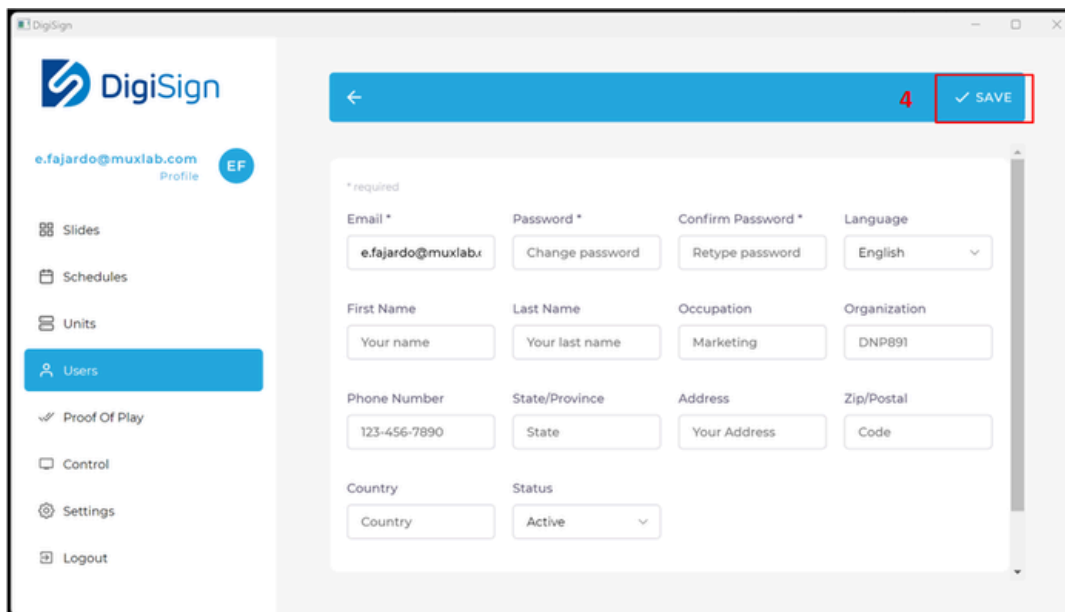 DigiSign
DigiSign
e.fajardo@muxlab.com
Profile
EF
Slides
Schedules
Units
Users
Proof Of Play
Control
Settings
Logout
4
SAVE
* required
Email * Password * Confirm Password * Language
e.fajardo@muxlab.c Change password Retype password English
First Name Last Name Occupation Organization
Your name Your last name Marketing DNP891
Phone Number State/Province Address Zip/Postal
123-456-7890 State Your Address Code
Country Status
Country Active